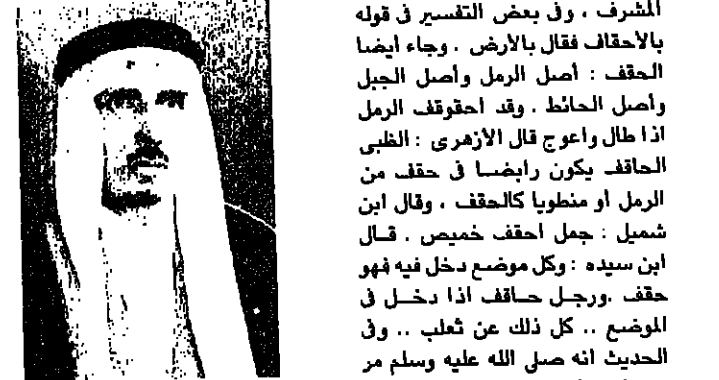 المشرف ، وفى بعض التفسير فى قوله
بالاحقاف فقال بالأرض . وجاء ايضا
الحقف : أصل الرمل وأصل الجبل
وأصل الحائط . وقد احقوقف الرمل
اذا طال واعوج قال الأزهرى : الظبى
الحاقف يكون رابضا فى حقف من
الرمل أو منطويا كالحقف ، وقال ابن
شميل : جمل احقف خميص . قال
ابن سيده : وكل موضع دخل فيه فهو
حقف .ورجل حاقف اذا دخل فى
الموضع .. كل ذلك عن ثعلب .. وفى
الحديث انه صلى الله عليه وسلم مر